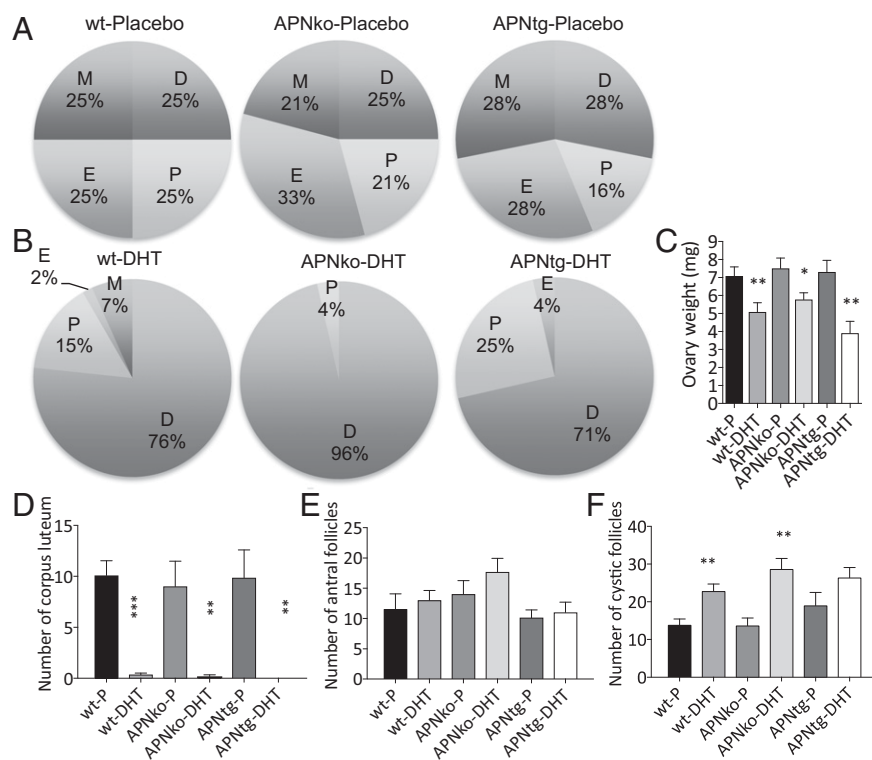 A
wt-Placebo
APNko-Placebo
APNtg-Placebo
M
25%
D
25%
E
25%
P
25%
M
21%
D
25%
E
33%
P
21%
M
28%
D
28%
E
28%
P
16%
B
wt-DHT
APNko-DHT
APNtg-DHT
E
2%
M
7%
P
15%
D
76%
P
4%
D
96%
E
4%
P
25%
D
71%
C
Ovary weight (mg)
9
8
7
6
5
4
3
2
1
0
**
*
**
wt-P
wt-DHT
APNko-P
APNko-DHT
APNtg-P
APNtg-DHT
D
Number of corpus luteum
15
10
5
0
***
**
**
wt-P
wt-DHT
APNko-P
APNko-DHT
APNtg-P
APNtg-DHT
E
Number of antral follicles
25
20
15
10
5
0
wt-P
wt-DHT
APNko-P
APNko-DHT
APNtg-P
APNtg-DHT
F
Number of cystic follicles
40
30
20
10
0
**
**
wt-P
wt-DHT
APNko-P
APNko-DHT
APNtg-P
APNtg-DHT